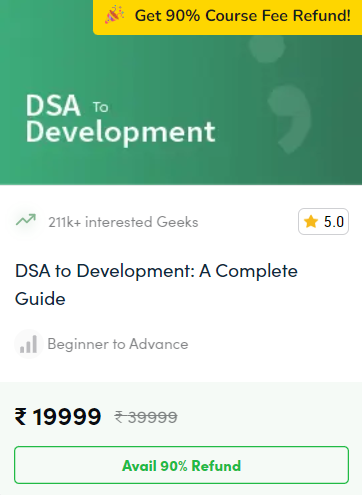 Get 90% Course Fee Refund!
DSA To
Development
211k+ interested Geeks
5.0
DSA to Development: A Complete
Guide
Beginner to Advance
₹ 19999 ₹ 39999
Avail 90% Refund